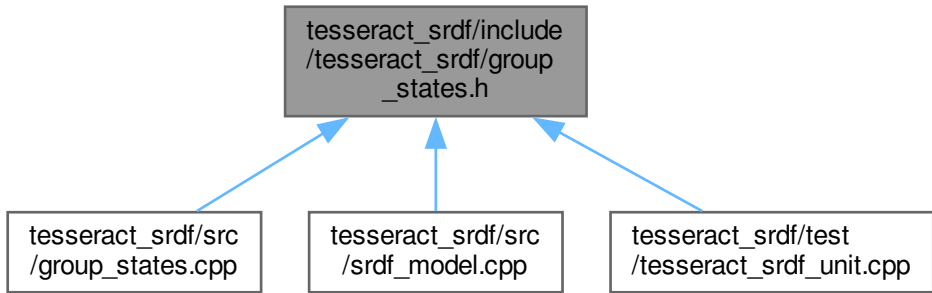 tesseract_srdf/include
/tesseract_srdf/group
_states.h
tesseract_srdf/src
/group_states.cpp
tesseract_srdf/src
/srdf_model.cpp
tesseract_srdf/test
/tesseract_srdf_unit.cpp